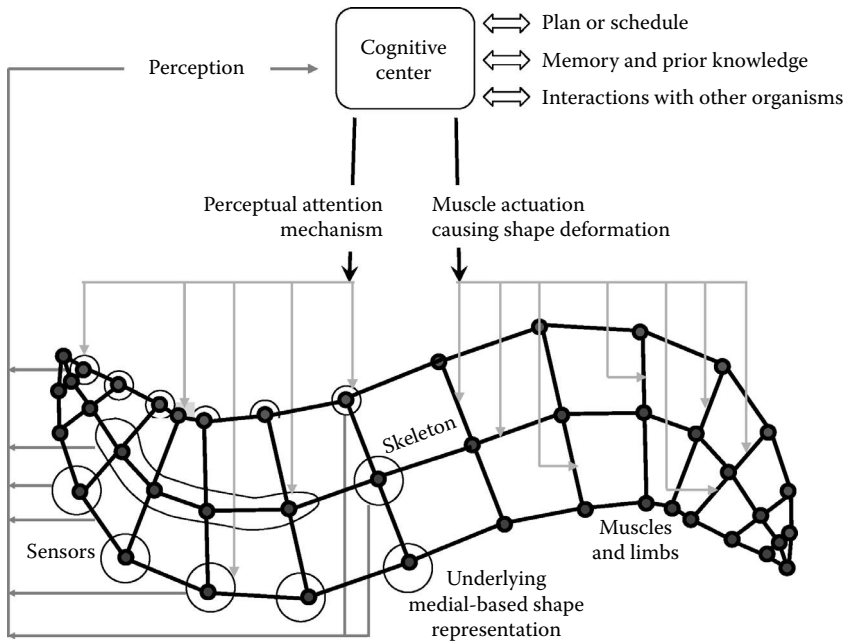 Cognitive
center
Plan or schedule
Memory and prior knowledge
Interactions with other organisms
Perception
Perceptual attention
mechanism
Muscle actuation
causing shape deformation
Skeleton
Sensors
Muscles
and limbs
Underlying
medial-based shape
representation